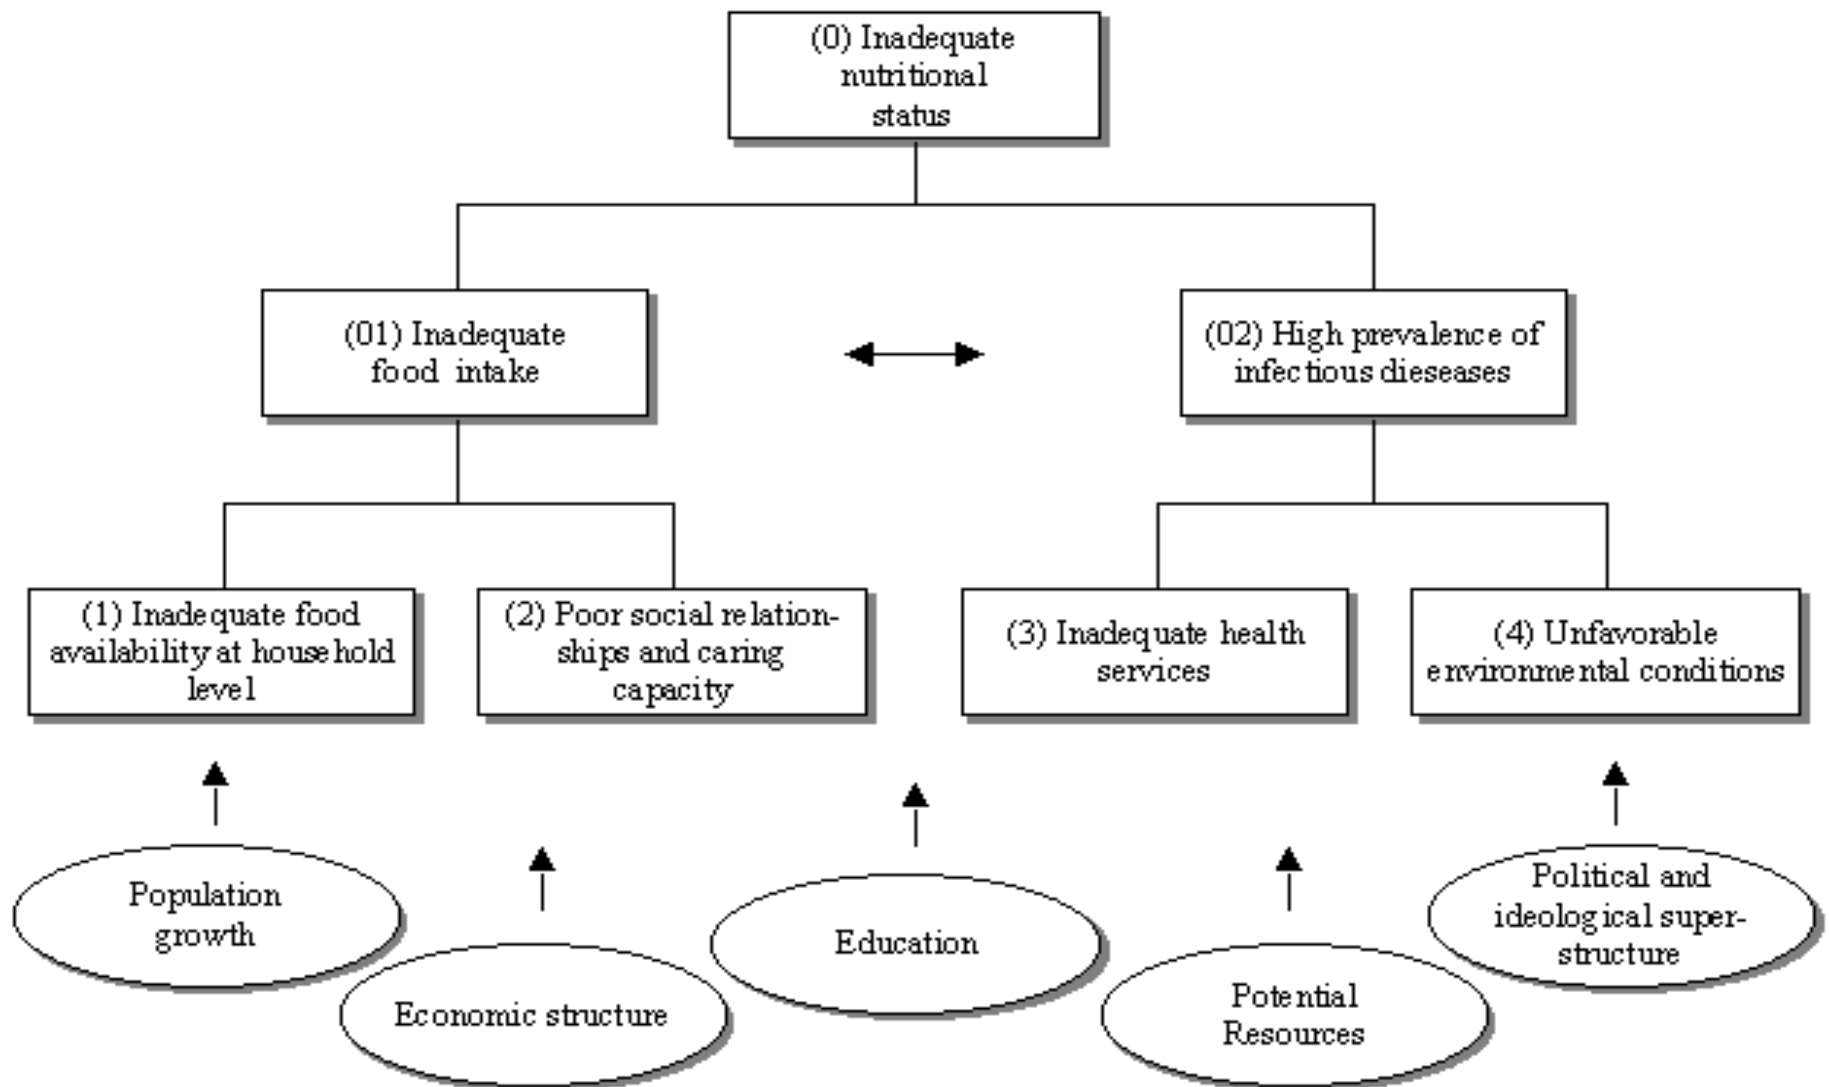 (0) Inadequate
nutritional
status
(01) Inadequate
food intake
(02) High prevalence of
infectious dieseases
(1) Inadequate food
availability at household
level
(2) Poor social relation-
ships and caring
capacity
(3) Inadequate health
services
(4) Unfavorable
environmental conditions
Population
growth
Economic structure
Education
Potential
Resources
Political and
ideological super-
structure